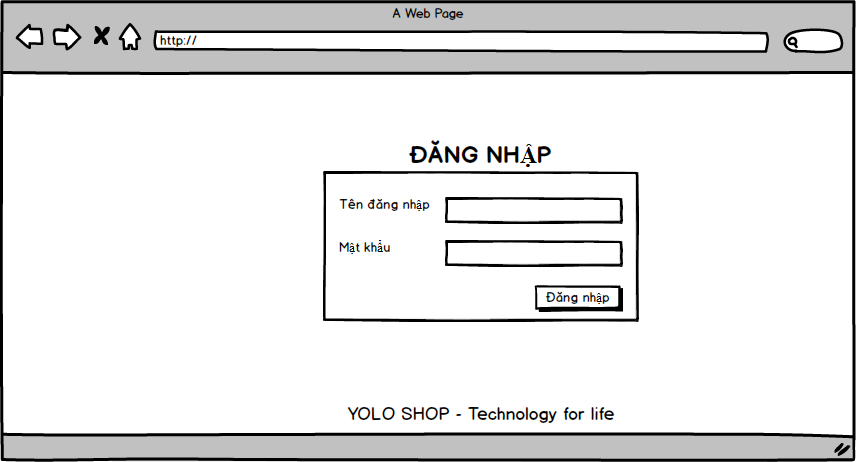 A Web Page
http://
ĐĂNG NHẬP
Tên đăng nhập
Mật khẩu
Đăng nhập
YOLO SHOP - Technology for life